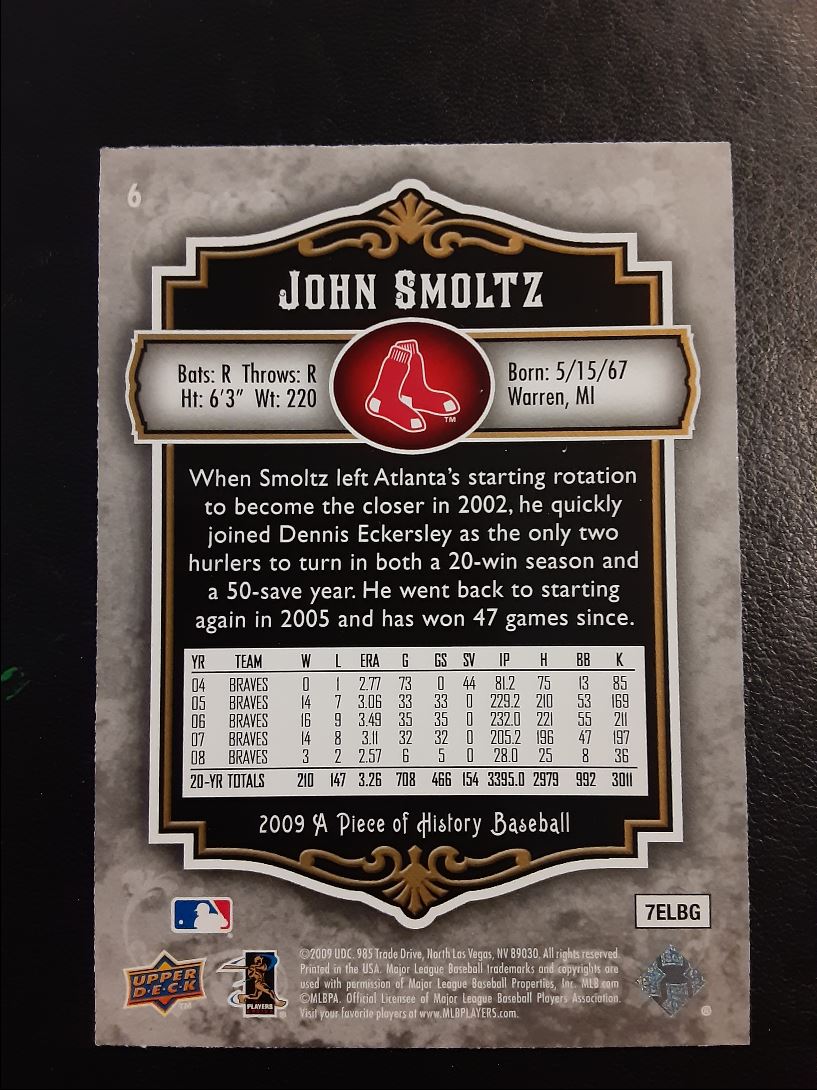 6
JOHN SMOLTZ
Bats: R Throws: R
Ht: 6'3" Wt: 220
TM
Born: 5/15/67
Warren, MI
When Smoltz left Atlanta's starting rotation
to become the closer in 2002, he quickly
joined Dennis Eckersley as the only two
hurlers to turn in both a 20-win season and
a 50-save year. He went back to starting
again in 2005 and has won 47 games since.
YR TEAM W L ERA G GS SV IP H BB K
04 BRAVES 0 1 2.77 73 0 44 81.2 75 13 85
05 BRAVES 14 7 3.06 33 33 0 229.2 210 53 169
06 BRAVES 16 9 3.49 35 35 0 232.0 221 55 211
07 BRAVES 14 8 3.11 32 32 0 205.2 196 47 197
08 BRAVES 3 2 2.57 6 5 0 28.0 25 8 36
20-YR TOTALS 210 147 3.26 708 466 154 3395.0 2979 992 3011
2009 A Piece of History Baseball
7ELBG
UPPER
DECK
TM
PLAYERS
©2009 UDC. 985 Trade Drive, North Las Vegas, NV 89030. All rights reserved.
Printed in the USA. Major League Baseball trademarks and copyrights are
used with permission of Major League Baseball Properties, Inc. MLB.com
©MLBPA. Official Licensee of Major League Baseball Players Association.
Visit your favorite players at www.MLBPLAYERS.com.
®